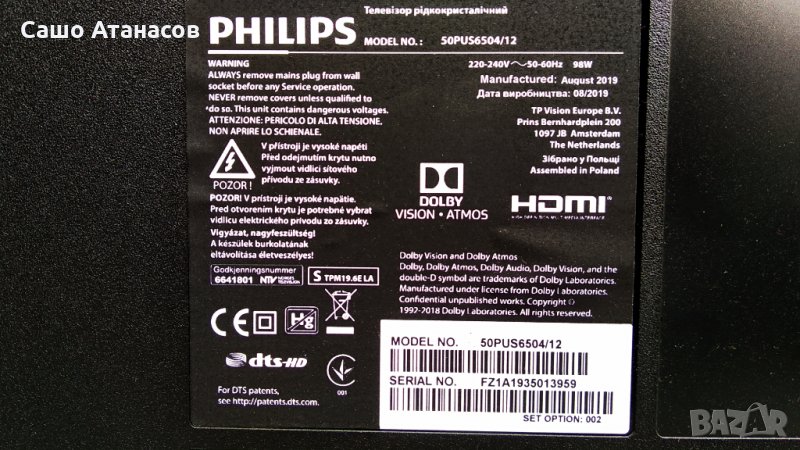 Сашо Атанасов
Телевізор рідкокристалічний
PHILIPS
MODEL NO.: 50PUS6504/12
WARNING
ALWAYS remove mains plug from wall
socket before any Service operation.
NEVER remove covers unless qualified to
do so. This unit contains dangerous voltages.
ATTENZIONE: PERICOLO DI ALTA TENSIONE,
NON APRIRE LO SCHIENALE.
220-240V～50-60Hz 98W
Manufactured: August 2019
Дата виробництва: 08/2019
TP Vision Europe B.V.
Prins Bernhardplein 200
1097 JB Amsterdam
The Netherlands
Зібрано у Польщі
Assembled in Poland
POZOR !
V přístroji je vysoké napětí
Před odejmutím krytu nutno
vyjmout vidlici síťového
přívodu ze zásuvky.
POZOR! V prístroji je vysoké napätie.
Pred otvorením krytu je potrebné vybrat
vidlicu elektrického prívodu zo zásuvky.
Vigyázat, nagyfeszültség!
A készülek burkolatának
eltávolítása életveszélyes!
DOLBY
VISION·ATMOS
HDMI
HIGH DEFINITION MULTIMEDIA INTERFACE
Godkjenningsnummer
6641801 NTV
S TPM19.6E LA
Dolby Vision and Dolby Atmos
Dolby, Dolby Atmos, Dolby Audio, Dolby Vision, and the
double-D symbol are trademarks of Dolby Laboratories.
Manufactured under license from Dolby Laboratories.
Confidential unpublished works. Copyright ©
1992-2018 Dolby Laboratories. All rights reserved.
CE Hg
dts-HD
001
For DTS patents,
see http://patents.dts.com.
MODEL NO. 50PUS6504/12
SERIAL NO. FZ1A1935013959
SET OPTION: 002
BAZAR